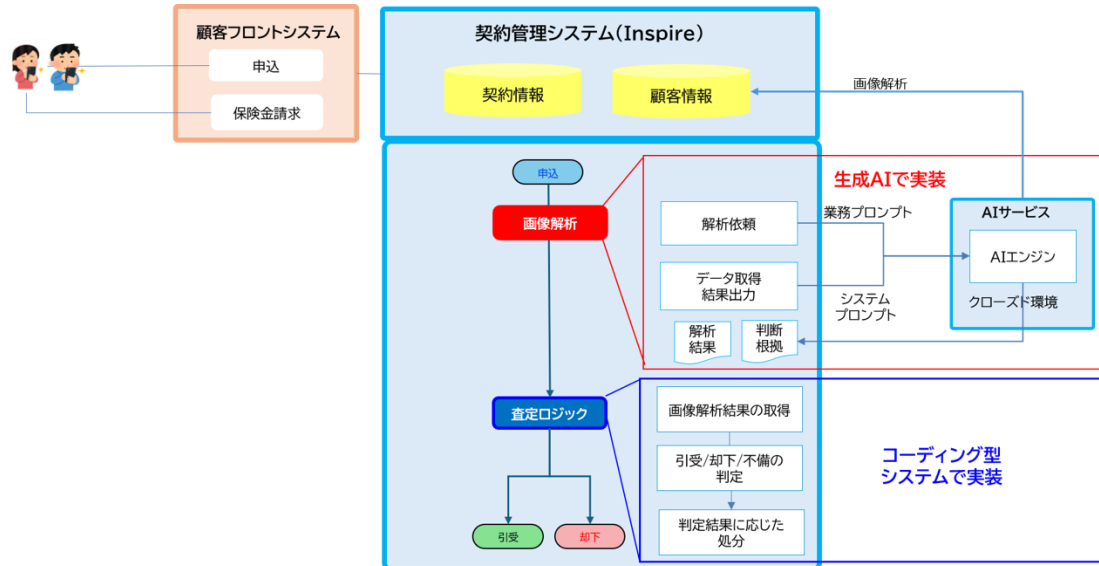 顧客フロントシステム
申込
保険金請求
契約管理システム(Inspire)
契約情報
顧客情報
画像解析
申込
画像解析
生成AIで実装
解析依頼
業務プロンプト
データ取得
結果出力
システム
プロンプト
解析
結果
判断
根拠
AIサービス
AIエンジン
クローズド環境
査定ロジック
画像解析結果の取得
引受/却下/不備の
判定
判定結果に応じた
処分
コーディング型
システムで実装
引受
却下